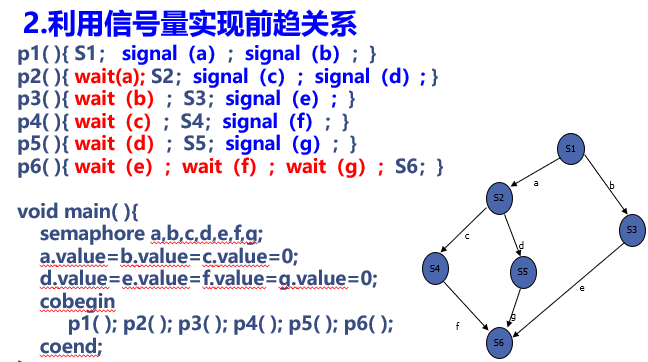 2.利用信号量实现前趋关系
p1( ){ S1； signal（a）；signal（b）；}
p2( ){ wait(a); S2；signal（c）；signal（d）; }
p3( ){ wait（b）；S3；signal（e）; }
p4( ){ wait（c）；S4；signal（f）；}
p5( ){ wait（d）；S5；signal（g）；}
p6( ){ wait（e）；wait（f）；wait（g）；S6；}
void main( ){
semaphore a,b,c,d,e,f,g;
a.value=b.value=c.value=0;
d.value=e.value=f.value=g.value=0;
cobegin
p1( ); p2( ); p3( ); p4( ); p5( ); p6( );
coend;
S1
a
b
S2
S3
c
d
S4
S5
e
f
g
S6